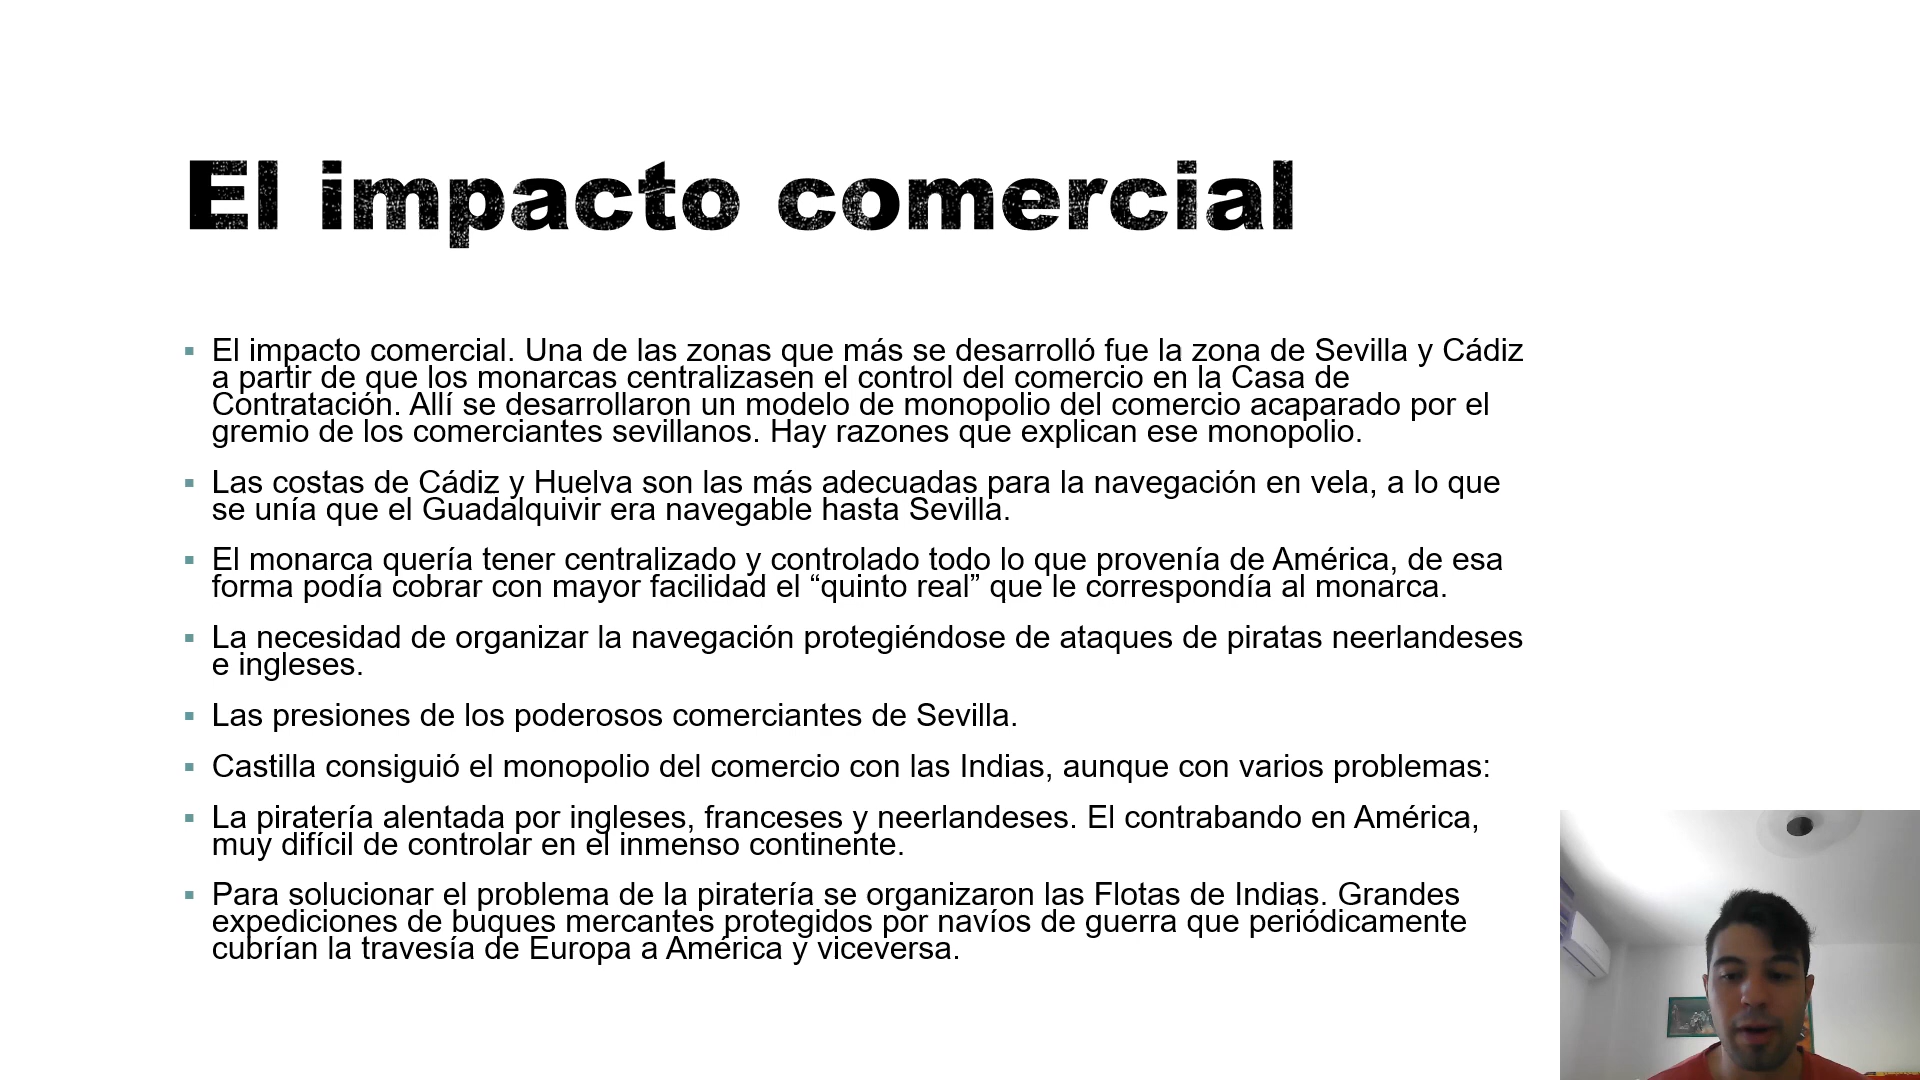 El impacto comercial
El impacto comercial. Una de las zonas que más se desarrolló fue la zona de Sevilla y Cádiz
a partir de que los monarcas centralizasen el control del comercio en la Casa de
Contratación. Allí se desarrollaron un modelo de monopolio del comercio acaparado por el
gremio de los comerciantes sevillanos. Hay razones que explican ese monopolio.
Las costas de Cádiz y Huelva son las más adecuadas para la navegación en vela, a lo que
se unía que el Guadalquivir era navegable hasta Sevilla.
El monarca quería tener centralizado y controlado todo lo que provenía de América, de esa
forma podía cobrar con mayor facilidad el “quinto real” que le correspondía al monarca.
La necesidad de organizar la navegación protegiéndose de ataques de piratas neerlandeses
e ingleses.
Las presiones de los poderosos comerciantes de Sevilla.
Castilla consiguió el monopolio del comercio con las Indias, aunque con varios problemas:
La piratería alentada por ingleses, franceses y neerlandeses. El contrabando en América,
muy difícil de controlar en el inmenso continente.
Para solucionar el problema de la piratería se organizaron las Flotas de Indias. Grandes
expediciones de buques mercantes protegidos por navíos de guerra que periódicamente
cubrían la travesía de Europa a América y viceversa.